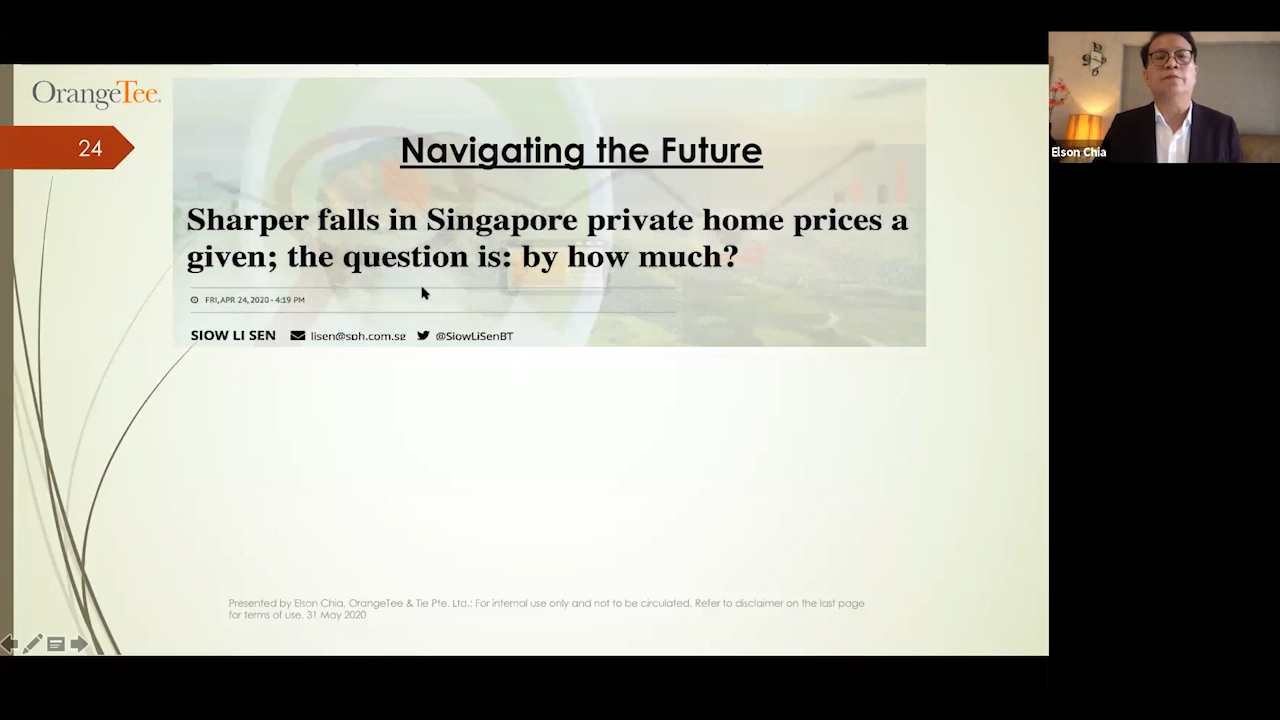 OrangeTee
24
Navigating the Future
Sharper falls in Singapore private home prices a
given; the question is: by how much?
FRI, APR 24, 2020 - 4:19 PM
SIOW LI SEN lisen@sph.com.sg @SiowLiSenBT
Presented by Elson Chia, OrangeTee & Tie Pte. Ltd.: For internal use only and not to be circulated. Refer to disclaimer on the last page
for terms of use. 31 May 2020
Elson Chia